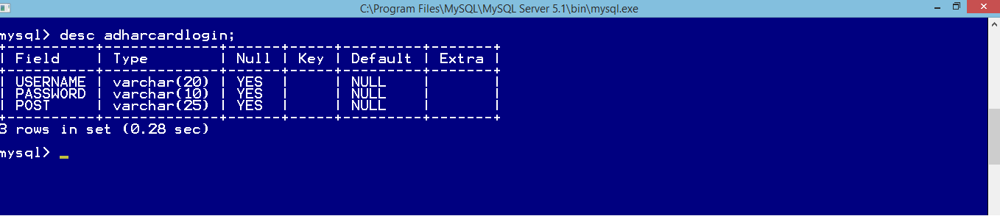 C:\Program Files\MySQL\MySQL Server 5.1\bin\mysql.exe
mysql> desc adharcardlogin;
+----------+-------------+------+-----+---------+-------+
| Field    | Type        | Null | Key | Default | Extra |
+----------+-------------+------+-----+---------+-------+
| USERNAME | varchar(20) | YES  |     | NULL    |       |
| PASSWORD | varchar(10) | YES  |     | NULL    |       |
| POST     | varchar(25) | YES  |     | NULL    |       |
+----------+-------------+------+-----+---------+-------+
3 rows in set (0.28 sec)
mysql> _